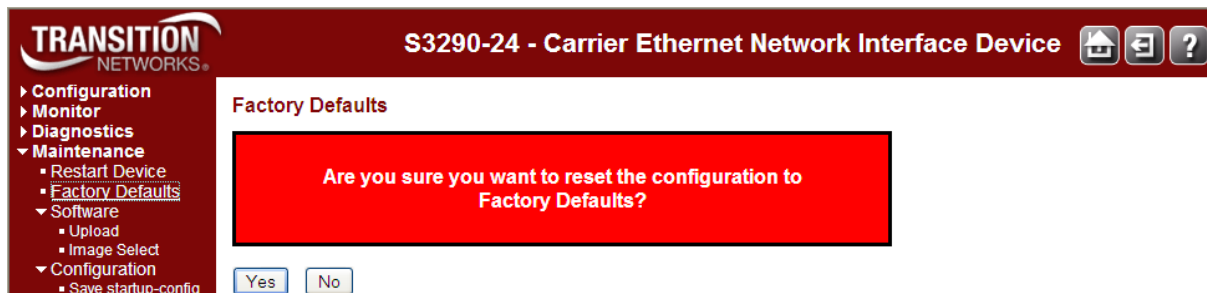 TRANSITION
NETWORKS®
S3290-24 - Carrier Ethernet Network Interface Device
?
Configuration
Monitor
Diagnostics
Maintenance
Restart Device
Factory Defaults
Software
Upload
Image Select
Configuration
Save startup-config
Factory Defaults
Are you sure you want to reset the configuration to
Factory Defaults?
Yes
No